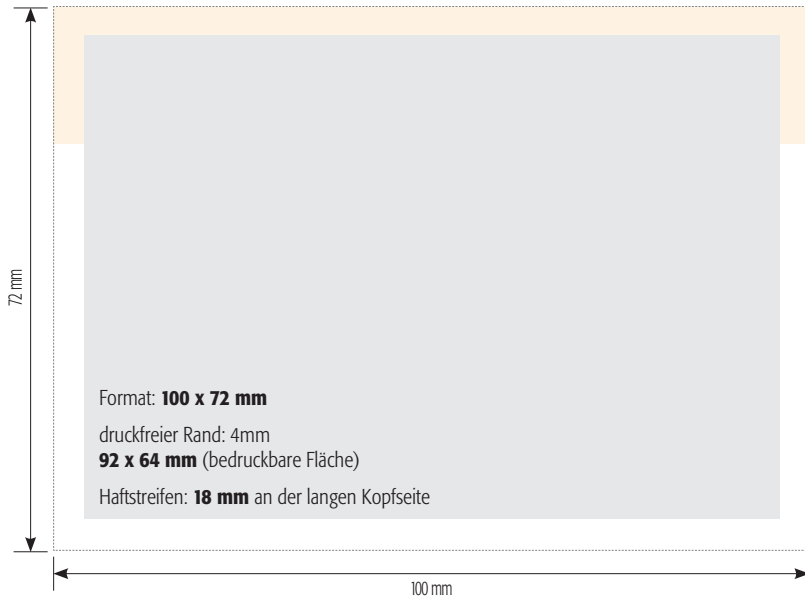 72 mm
Format: 100 x 72 mm
druckfreier Rand: 4mm
92 x 64 mm (bedruckbare Fläche)
Haftstreifen: 18 mm an der langen Kopfseite
100 mm